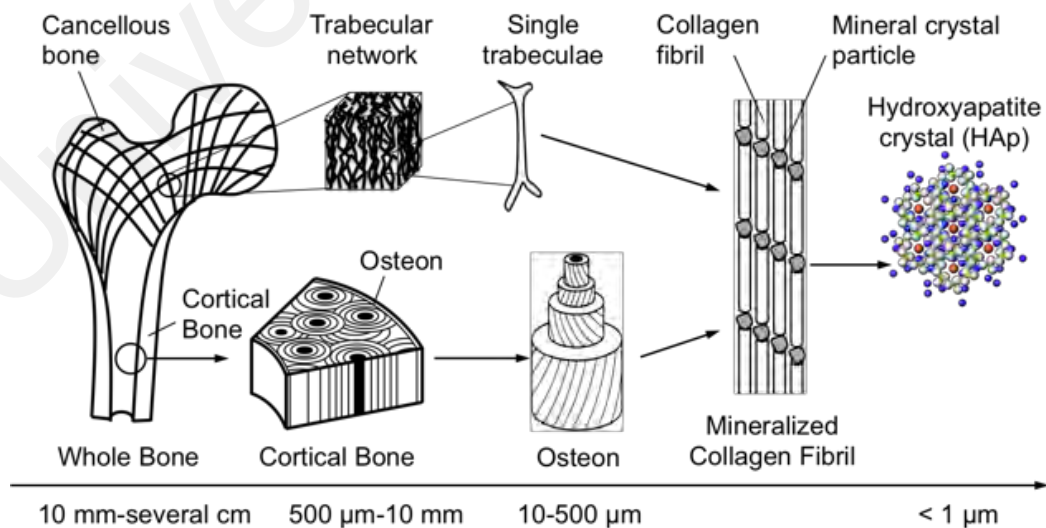 Cancellous
bone
Trabecular
network
Single
trabeculae
Collagen
fibril
Mineral crystal
particle
Hydroxyapatite
crystal (HAp)
Osteon
Cortical
Bone
Whole Bone
Cortical Bone
Osteon
Mineralized
Collagen Fibril
10 mm-several cm
500 µm-10 mm
10-500 µm
< 1 µm